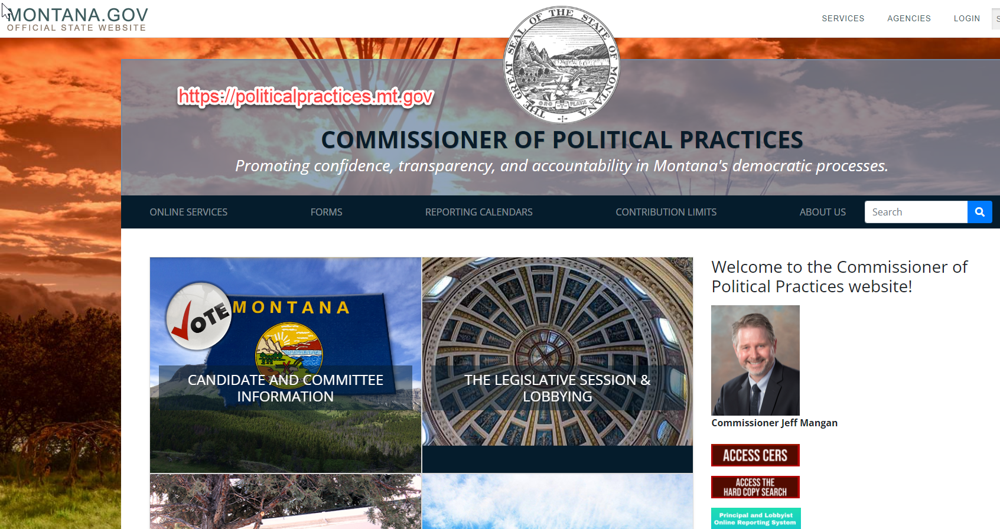 MONTANA.GOV
OFFICIAL STATE WEBSITE
SERVICES
AGENCIES
LOGIN
S
THE GREAT SEAL OF THE STATE OF MONTANA
ORO Y PLATA
https://politicalpractices.mt.gov
COMMISSIONER OF POLITICAL PRACTICES
Promoting confidence, transparency, and accountability in Montana's democratic processes.
ONLINE SERVICES
FORMS
REPORTING CALENDARS
CONTRIBUTION LIMITS
ABOUT US
Search
VOTE
MONTANA
CANDIDATE AND COMMITTEE
INFORMATION
THE LEGISLATIVE SESSION &
LOBBYING
Welcome to the Commissioner of
Political Practices website!
Commissioner Jeff Mangan
ACCESS CERS
ACCESS THE
HARD COPY SEARCH
Principal and Lobbyist
Online Reporting System